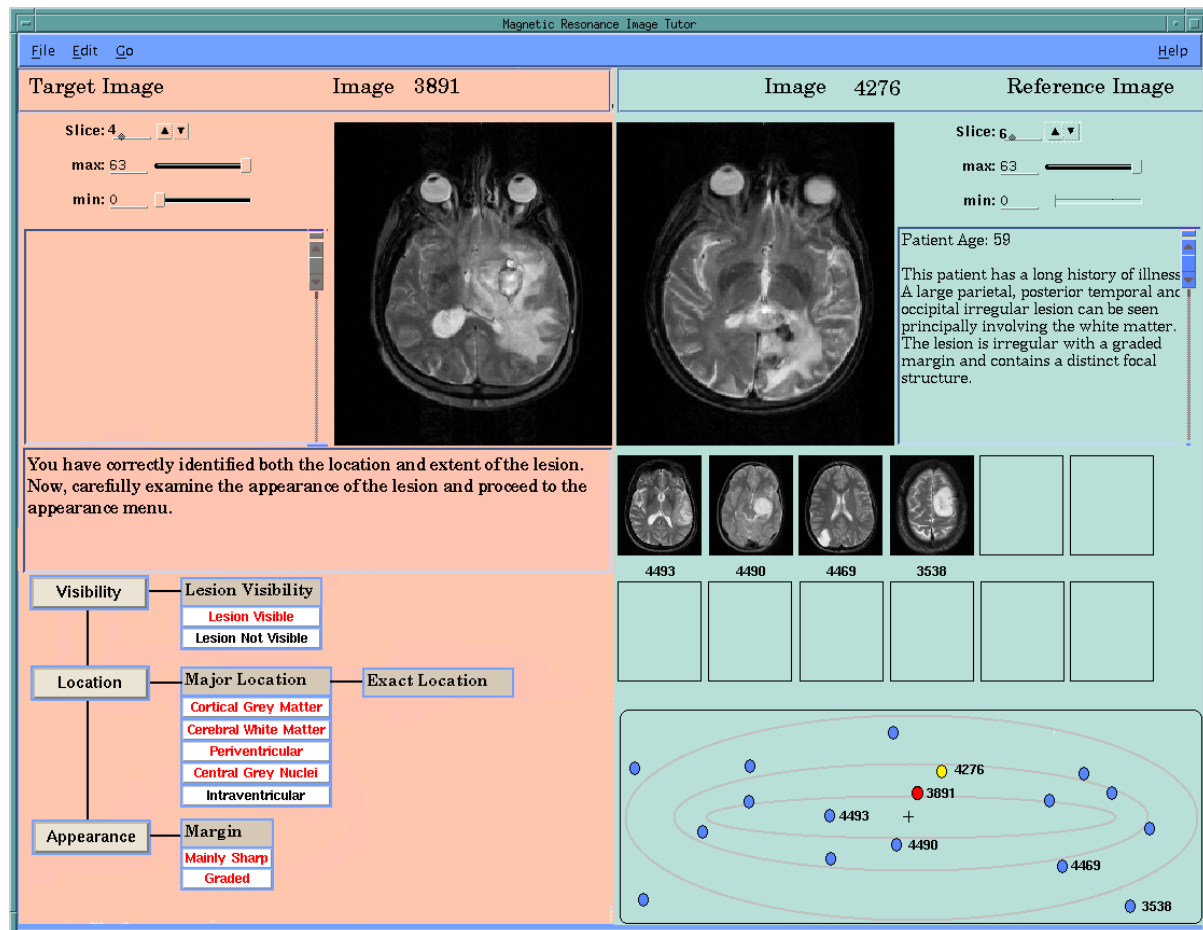 Magnetic Resonance Image Tutor
File Edit Go Help
Target Image Image 3891
Image 4276 Reference Image
Slice: 4
max: 63
min: 0
Slice: 6
max: 63
min: 0
Patient Age: 59
This patient has a long history of illness
A large parietal, posterior temporal and
occipital irregular lesion can be seen
principally involving the white matter.
The lesion is irregular with a graded
margin and contains a distinct focal
structure.
You have correctly identified both the location and extent of the lesion.
Now, carefully examine the appearance of the lesion and proceed to the
appearance menu.
4493 4490 4469 3538
Visibility
Lesion Visibility
Lesion Visible
Lesion Not Visible
Location
Major Location
Exact Location
Cortical Grey Matter
Cerebral White Matter
Periventricular
Central Grey Nuclei
Intraventricular
Appearance
Margin
Mainly Sharp
Graded
4276
3891
4493
4490
4469
3538